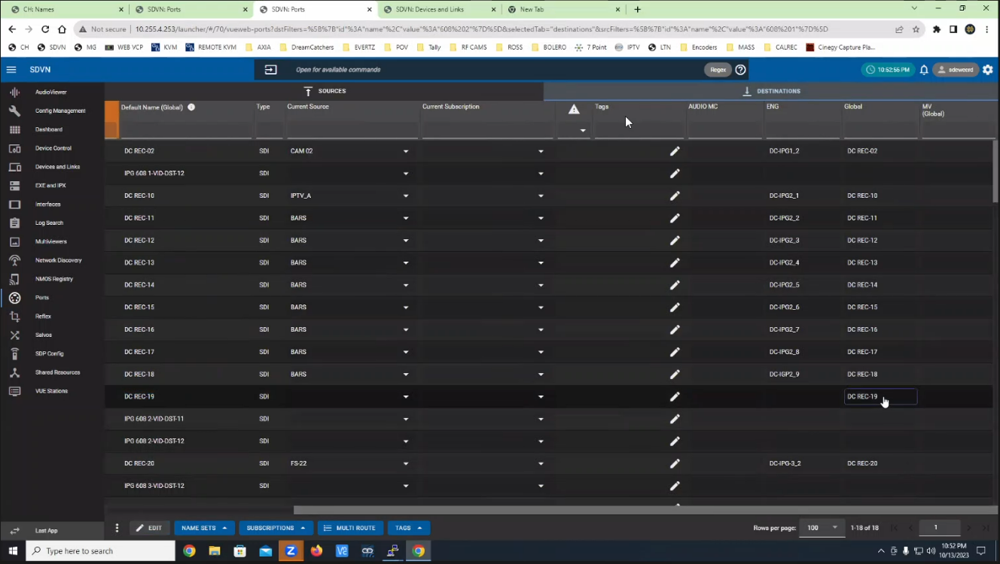 CH: Names
SDVN: Ports
SDVN: Ports
SDVN: Devices and Links
New Tab
Not secure
10.255.4.253/launcher/#/70/vueweb-ports?dstFilters=%5B%7B"id"%3A"name"%2C"value"%3A"608%202"%7D%5D&selectedTab="destinations"&srcFilters=%5B%7B"id"%3A"name"%2C"value"%3A"608%201"%7D%5D
CH SDVN MG WEB VCP KVM REMOTE KVM AXIA DreamCatchers EVERTZ POV Tally RF CAMS ROSS BOLERO 7 Point IPTV LTN Encoders MASS CALREC Cinegy Capture Pla...
SDVN
Open for available commands
Regex
10:52:55 PM
sdeweerd
AudioViewer
Config Management
Dashboard
Device Control
Devices and Links
EXE and IPX
Interfaces
Log Search
Multiviewers
Network Discovery
NMOS Registry
Ports
Reflex
Salvos
SDP Config
Shared Resources
VUE Stations
Last App
SOURCES
DESTINATIONS
Default Name (Global) Type Current Source Current Subscription Tags AUDIO MC ENG Global MV
(Global)
DC REC-02 SDI CAM 02 DC-IPG1_2 DC REC-02
IPG 608 1-VID-DST-12 SDI
DC REC-10 SDI IPTV_A DC-IPG2_1 DC REC-10
DC REC-11 SDI BARS DC-IPG2_2 DC REC-11
DC REC-12 SDI BARS DC-IPG2_3 DC REC-12
DC REC-13 SDI BARS DC-IPG2_4 DC REC-13
DC REC-14 SDI BARS DC-IPG2_5 DC REC-14
DC REC-15 SDI BARS DC-IPG2_6 DC REC-15
DC REC-16 SDI BARS DC-IPG2_7 DC REC-16
DC REC-17 SDI BARS DC-IPG2_8 DC REC-17
DC REC-18 SDI BARS DC-IGP2_9 DC REC-18
DC REC-19 SDI DC REC-19
IPG 608 2-VID-DST-11 SDI
IPG 608 2-VID-DST-12 SDI
DC REC-20 SDI FS-22 DC-IPG-3_2 DC REC-20
IPG 608 3-VID-DST-12 SDI
EDIT
NAME SETS
SUBSCRIPTIONS
MULTI ROUTE
TAGS
Rows per page: 100 1-18 of 18 1
Type here to search
10:52 PM
10/13/2023